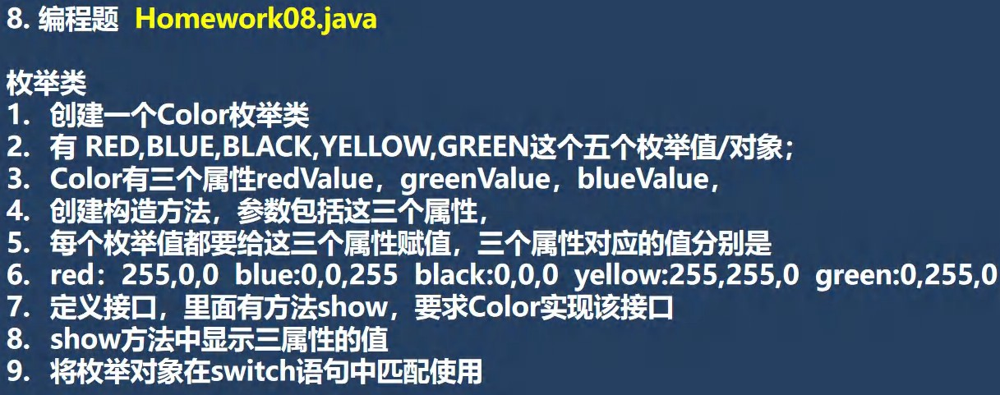 8. 编程题 Homework08.java
枚举类
1. 创建一个Color枚举类
2. 有 RED,BLUE,BLACK,YELLOW,GREEN这个五个枚举值/对象；
3. Color有三个属性redValue，greenValue，blueValue，
4. 创建构造方法，参数包括这三个属性，
5. 每个枚举值都要给这三个属性赋值，三个属性对应的值分别是
6. red：255,0,0 blue:0,0,255 black:0,0,0 yellow:255,255,0 green:0,255,0
7. 定义接口，里面有方法show，要求Color实现该接口
8. show方法中显示三属性的值
9. 将枚举对象在switch语句中匹配使用